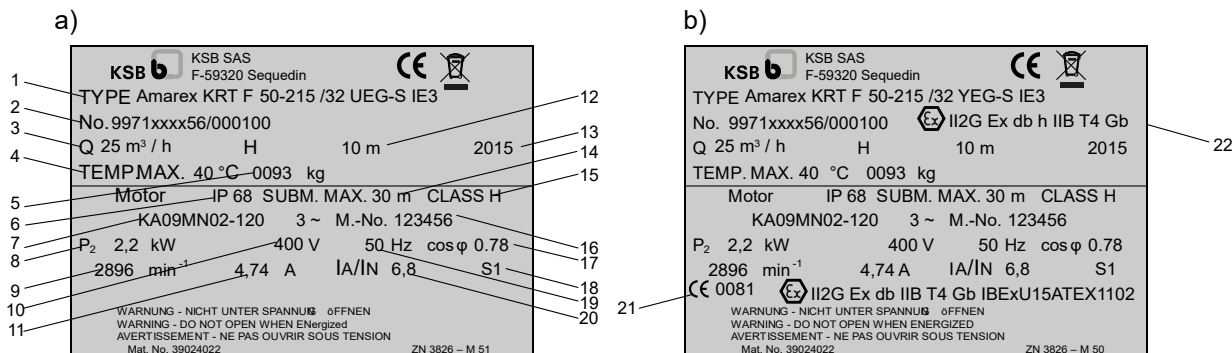 a)
KSB b
KSB SAS
F-59320 Sequedin
CE
1
TYPE Amarex KRT F 50-215 /32 UEG-S IE3
2
No. 9971xxxx56/000100
3
Q 25 m³ / h H 10 m 2015
4
TEMP.MAX. 40 °C 0093 kg
5
6
Motor IP 68 SUBM. MAX. 30 m CLASS H
7
KA09MN02-120 3 ~ M.-No. 123456
8
P₂ 2,2 kW 400 V 50 Hz cos φ 0.78
9
2896 min⁻¹ 4,74 A IA/IN 6,8 S1
10
11
WARNUNG - NICHT UNTER SPANNUNG öFFNEN
WARNING - DO NOT OPEN WHEN ENergized
AVERTISSEMENT - NE PAS OUVRIR SOUS TENSION
Mat. No. 39024022 ZN 3826 – M 51
12
13
14
15
16
17
18
19
20
b)
KSB b
KSB SAS
F-59320 Sequedin
CE
TYPE Amarex KRT F 50-215 /32 YEG-S IE3
No. 9971xxxx56/000100 Ex II2G Ex db h IIB T4 Gb
Q 25 m³ / h H 10 m 2015
TEMP.MAX. 40 °C 0093 kg
Motor IP 68 SUBM. MAX. 30 m CLASS H
KA09MN02-120 3 ~ M.-No. 123456
P₂ 2,2 kW 400 V 50 Hz cos φ 0.78
2896 min⁻¹ 4,74 A IA/IN 6,8 S1
21
CE 0081 Ex II2G Ex db IIB T4 Gb IBExU15ATEX1102
WARNUNG - NICHT UNTER SPANNUNG öFFNEN
WARNING - DO NOT OPEN WHEN ENERGIZED
AVERTISSEMENT - NE PAS OUVRIR SOUS TENSION
Mat. No. 39024022 ZN 3826 – M 50
22